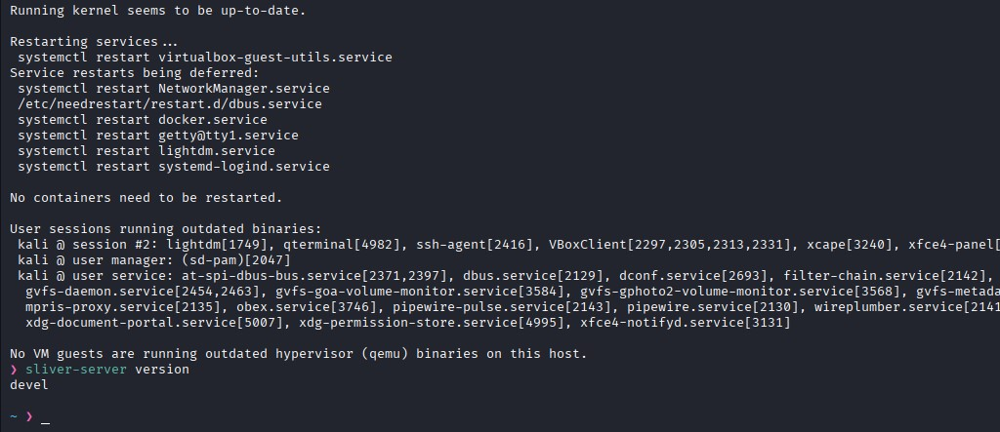 Running kernel seems to be up-to-date.
Restarting services...
systemctl restart virtualbox-guest-utils.service
Service restarts being deferred:
systemctl restart NetworkManager.service
/etc/needrestart/restart.d/dbus.service
systemctl restart docker.service
systemctl restart getty@tty1.service
systemctl restart lightdm.service
systemctl restart systemd-logind.service
No containers need to be restarted.
User sessions running outdated binaries:
kali @ session #2: lightdm[1749], qterminal[4982], ssh-agent[2416], VBoxClient[2297,2305,2313,2331], xcape[3240], xfce4-panel[
kali @ user manager: (sd-pam)[2047]
kali @ user service: at-spi-dbus-bus.service[2371,2397], dbus.service[2129], dconf.service[2693], filter-chain.service[2142],
gvfs-daemon.service[2454,2463], gvfs-goa-volume-monitor.service[3584], gvfs-gphoto2-volume-monitor.service[3568], gvfs-metada
mpris-proxy.service[2135], obex.service[3746], pipewire-pulse.service[2143], pipewire.service[2130], wireplumber.service[2141
xdg-document-portal.service[5007], xdg-permission-store.service[4995], xfce4-notifyd.service[3131]
No VM guests are running outdated hypervisor (qemu) binaries on this host.
❯ sliver-server version
devel
~ ❯ _